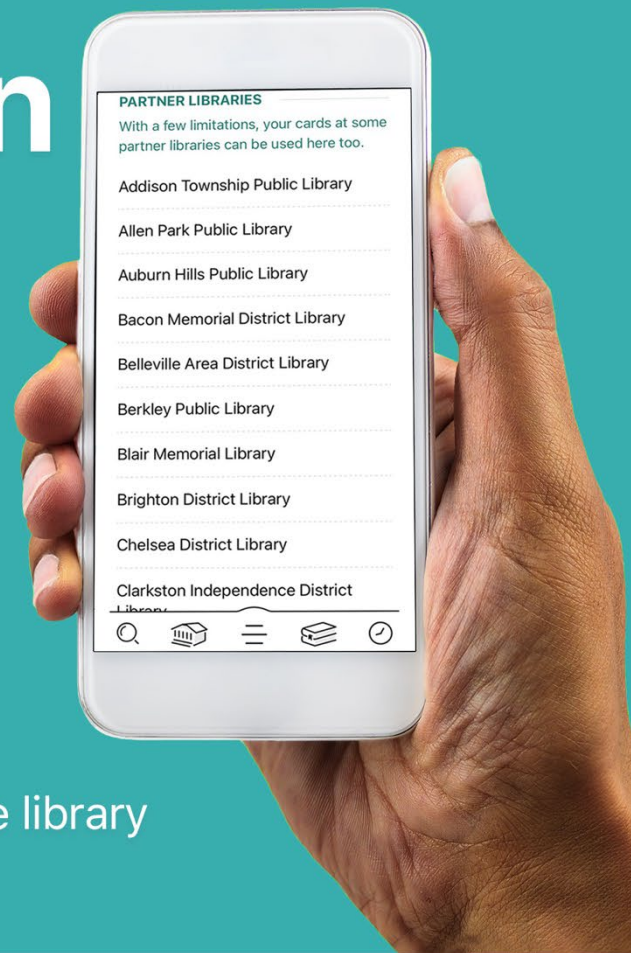 n
PARTNER LIBRARIES
With a few limitations, your cards at some
partner libraries can be used here too.
Addison Township Public Library
Allen Park Public Library
Auburn Hills Public Library
Bacon Memorial District Library
Belleville Area District Library
Berkley Public Library
Blair Memorial Library
Brighton District Library
Chelsea District Library
Clarkston Independence District
Library
e library